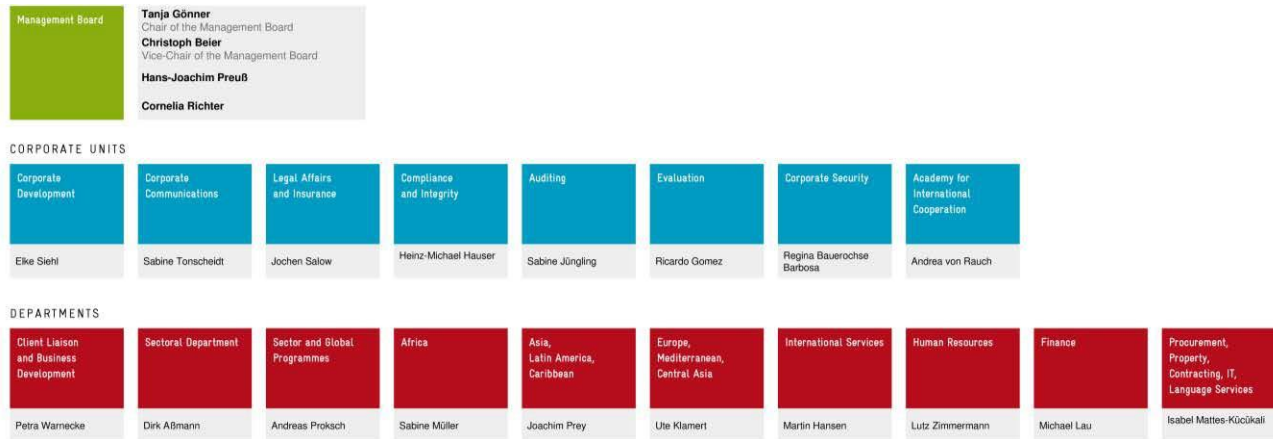 Management Board
Tanja Gönner
Chair of the Management Board
Christoph Beier
Vice-Chair of the Management Board
Hans-Joachim Preuß
Cornelia Richter
CORPORATE UNITS
Corporate
Development
Elke Siehl
Corporate
Communications
Sabine Tonscheidt
Legal Affairs
and Insurance
Jochen Salow
Compliance
and Integrity
Heinz-Michael Hauser
Auditing
Sabine Jüngling
Evaluation
Ricardo Gomez
Corporate Security
Regina Bauerochse
Barbosa
Academy for
International
Cooperation
Andrea von Rauch
DEPARTMENTS
Client Liaison
and Business
Development
Petra Warnecke
Sectoral Department
Dirk Aßmann
Sector and Global
Programmes
Andreas Proksch
Africa
Sabine Müller
Asia,
Latin America,
Caribbean
Joachim Prey
Europe,
Mediterranean,
Central Asia
Ute Klamert
International Services
Martin Hansen
Human Resources
Lutz Zimmermann
Finance
Michael Lau
Procurement,
Property,
Contracting, IT,
Language Services
Isabel Mattes-Kücükali